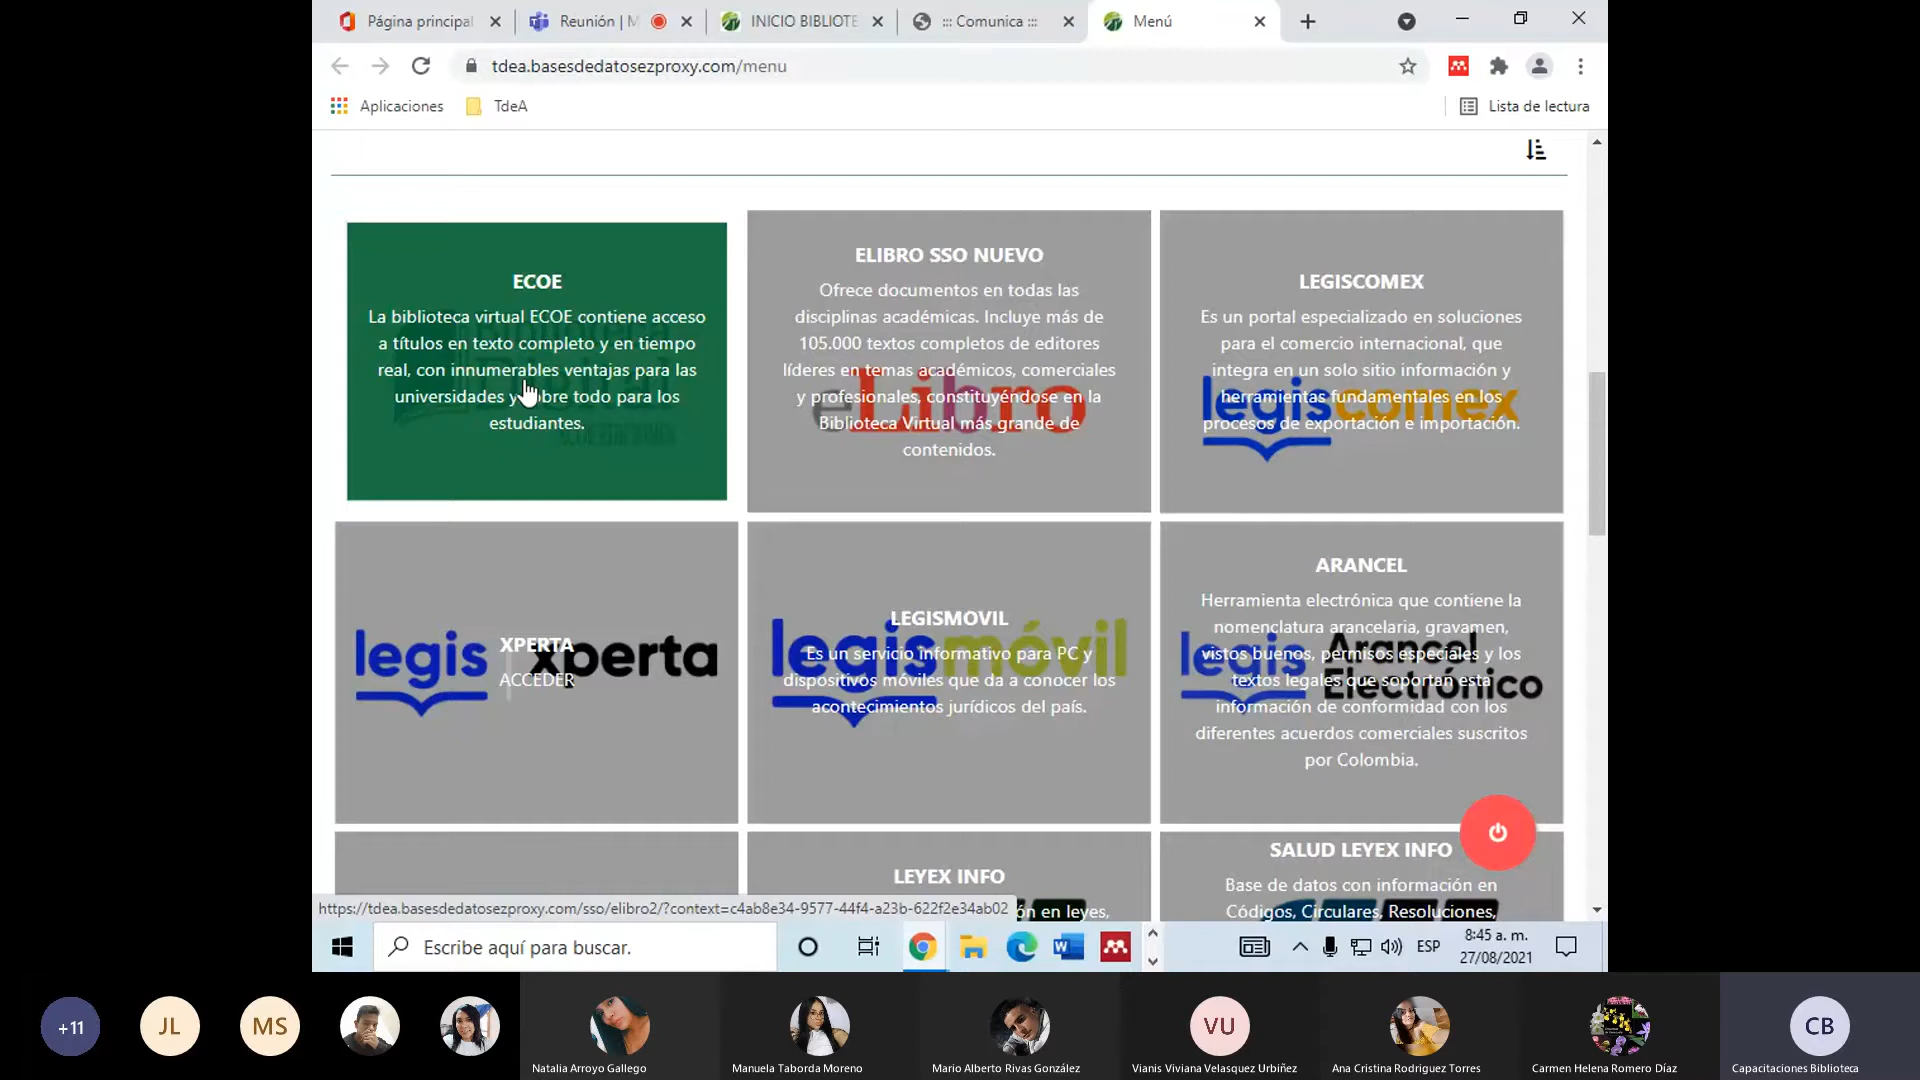 Página principal
Reunión | M
INICIO BIBLIOTE
::: Comunica :::
Menú
tdea.basesdedatosezproxy.com/menu
Aplicaciones
TdeA
Lista de lectura
ECOE
La biblioteca virtual ECOE contiene acceso
a títulos en texto completo y en tiempo
real, con innumerables ventajas para las
universidades y sobre todo para los
estudiantes.
ELIBRO SSO NUEVO
Ofrece documentos en todas las
disciplinas académicas. Incluye más de
105.000 textos completos de editores
líderes en temas académicos, comerciales
y profesionales, constituyéndose en la
Biblioteca Virtual más grande de
contenidos.
eLibro
LEGISCOMEX
Es un portal especializado en soluciones
para el comercio internacional, que
integra en un solo sitio información y
herramientas fundamentales en los
procesos de exportación e importación.
legiscomex
legis xperta
XPERTA
ACCEDER
LEGISMOVIL
Es un servicio informativo para PC y
dispositivos móviles que da a conocer los
acontecimientos jurídicos del país.
legismóvil
ARANCEL
Herramienta electrónica que contiene la
nomenclatura arancelaria, gravamen,
vistos buenos, permisos especiales y los
textos legales que soportan esta
información de conformidad con los
diferentes acuerdos comerciales suscritos
por Colombia.
legis Arancel
Electrónico
LEYEX INFO
ón en leyes,
SALUD LEYEX INFO
Base de datos con información en
Códigos, Circulares, Resoluciones,
https://tdea.basesdedatosezproxy.com/sso/elibro2/?context=c4ab8e34-9577-44f4-a23b-622f2e34ab02
Escribe aquí para buscar.
ESP
8:45 a. m.
27/08/2021
+11
JL
MS
VU
CB
Natalia Arroyo Gallego
Manuela Taborda Moreno
Mario Alberto Rivas González
Vianis Viviana Velasquez Urbiñez
Ana Cristina Rodriguez Torres
Carmen Helena Romero Díaz
Capacitaciones Biblioteca